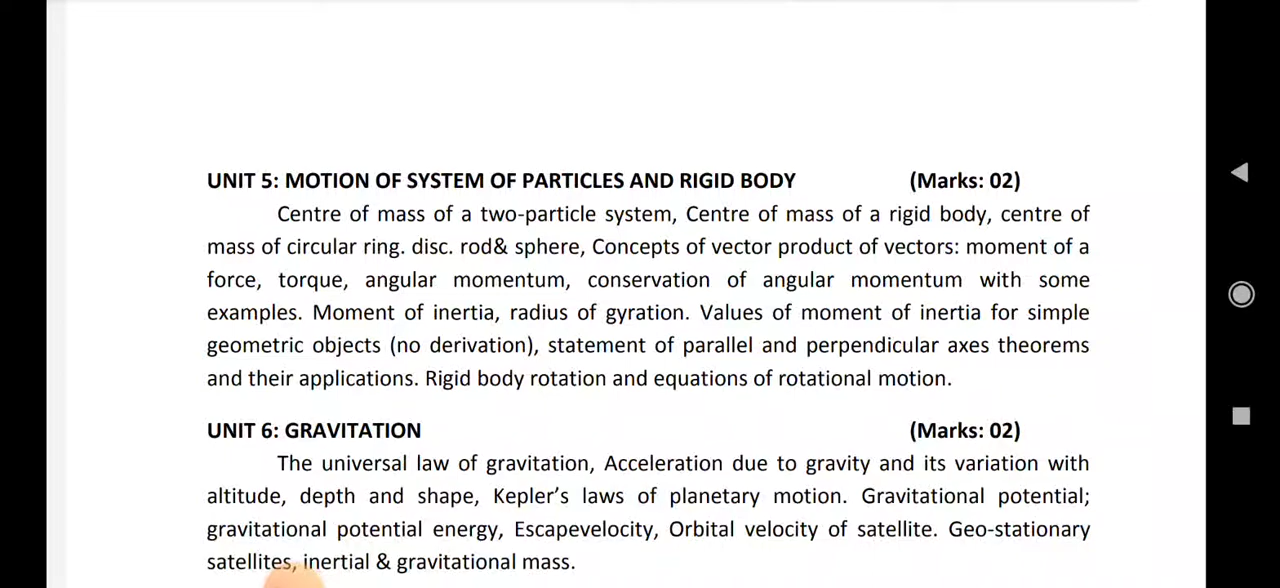 UNIT 5: MOTION OF SYSTEM OF PARTICLES AND RIGID BODY (Marks: 02)
Centre of mass of a two-particle system, Centre of mass of a rigid body, centre of
mass of circular ring. disc. rod& sphere, Concepts of vector product of vectors: moment of a
force, torque, angular momentum, conservation of angular momentum with some
examples. Moment of inertia, radius of gyration. Values of moment of inertia for simple
geometric objects (no derivation), statement of parallel and perpendicular axes theorems
and their applications. Rigid body rotation and equations of rotational motion.
UNIT 6: GRAVITATION (Marks: 02)
The universal law of gravitation, Acceleration due to gravity and its variation with
altitude, depth and shape, Kepler’s laws of planetary motion. Gravitational potential;
gravitational potential energy, Escapevelocity, Orbital velocity of satellite. Geo-stationary
satellites, inertial & gravitational mass.